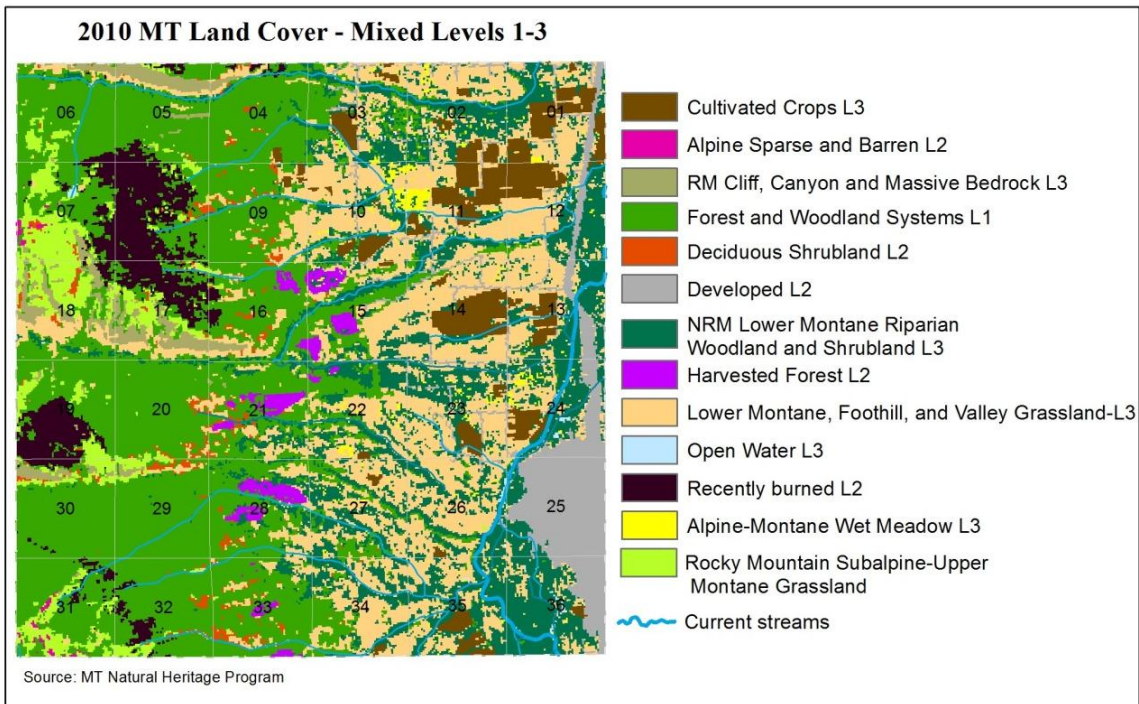 2010 MT Land Cover - Mixed Levels 1-3
06 05 04 03 02 01
07 09 10 11 12
18 17 16 15 14 13
19 20 21 22 23 24
30 29 28 27 26 25
31 32 33 34 35 36
Cultivated Crops L3
Alpine Sparse and Barren L2
RM Cliff, Canyon and Massive Bedrock L3
Forest and Woodland Systems L1
Deciduous Shrubland L2
Developed L2
NRM Lower Montane Riparian
Woodland and Shrubland L3
Harvested Forest L2
Lower Montane, Foothill, and Valley Grassland-L3
Open Water L3
Recently burned L2
Alpine-Montane Wet Meadow L3
Rocky Mountain Subalpine-Upper
Montane Grassland
Current streams
Source: MT Natural Heritage Program